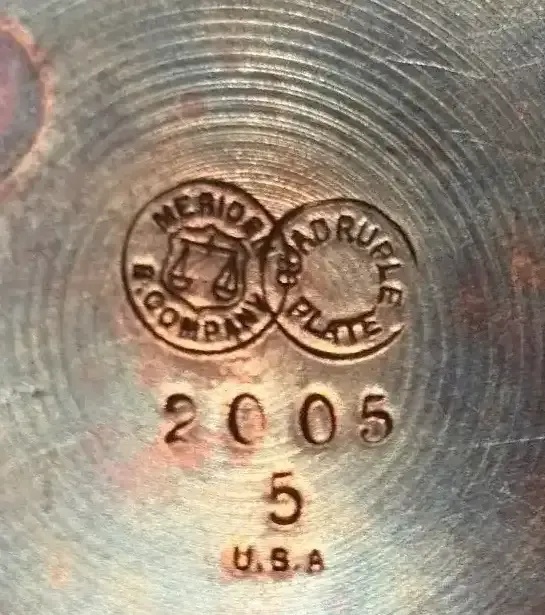 MERIDEN
B. COMPANY
QUADRUPLE
PLATE
2005
5
U.S.A